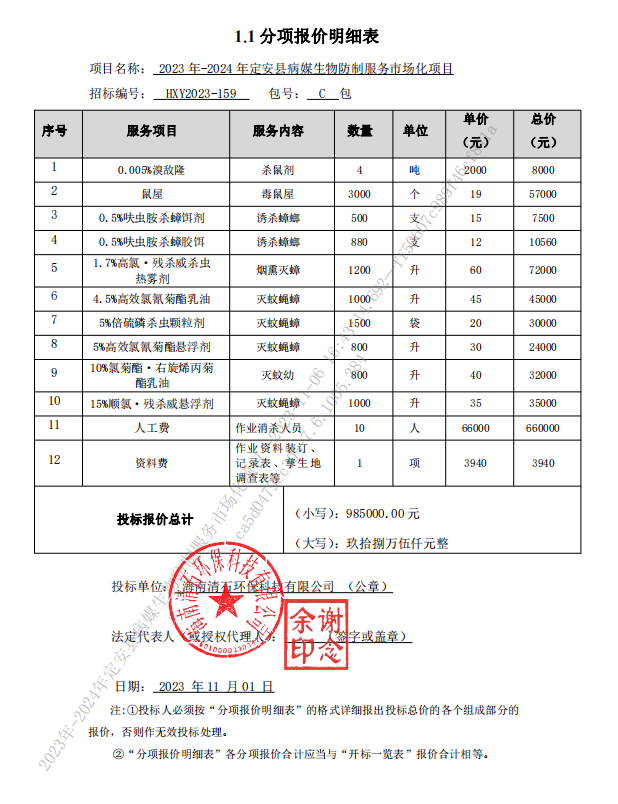 1.1 分项报价明细表
项目名称： 2023 年-2024 年定安县病媒生物防制服务市场化项目
招标编号： HXY2023-159 包号： C 包
序号 服务项目 服务内容 数量 单位 单价（元） 总价（元）
1 0.005%溴敌隆 杀鼠剂 4 吨 2000 8000
2 鼠屋 毒鼠屋 3000 个 19 57000
3 0.5%呋虫胺杀蟑饵剂 诱杀蟑螂 500 支 15 7500
4 0.5%呋虫胺杀蟑胶饵 诱杀蟑螂 880 支 12 10560
5 1.7%高氯·残杀威杀虫热雾剂 烟熏灭蟑 1200 升 60 72000
6 4.5%高效氯氰菊酯乳油 灭蚊蝇蟑 1000 升 45 45000
7 5%倍硫磷杀虫颗粒剂 灭蚊蝇蟑 1500 袋 20 30000
8 5%高效氯氰菊酯悬浮剂 灭蚊蝇蟑 800 升 30 24000
9 10%氯菊酯·右旋烯丙菊酯乳油 灭蚊幼 800 升 40 32000
10 15%顺氯·残杀威悬浮剂 灭蚊蝇蟑 1000 升 35 35000
11 人工费 作业消杀人员 10 人 66000 660000
12 资料费 作业资料装订、记录表、孳生地调查表等 1 项 3940 3940
投标报价总计
（小写）：985000.00 元
（大写）：玖拾捌万伍仟元整
投标单位： 海南清石环保科技有限公司 （公章）
海南清石环保科技有限公司
法定代表人（或授权代理人）： （签字或盖章）
谢念余印
日期： 2023 年 11 月 01 日
注:①投标人必须按“分项报价明细表”的格式详细报出投标总价的各个组成部分的
报价，否则作无效投标处理。
②“分项报价明细表”各分项报价合计应当与“开标一览表”报价合计相等。